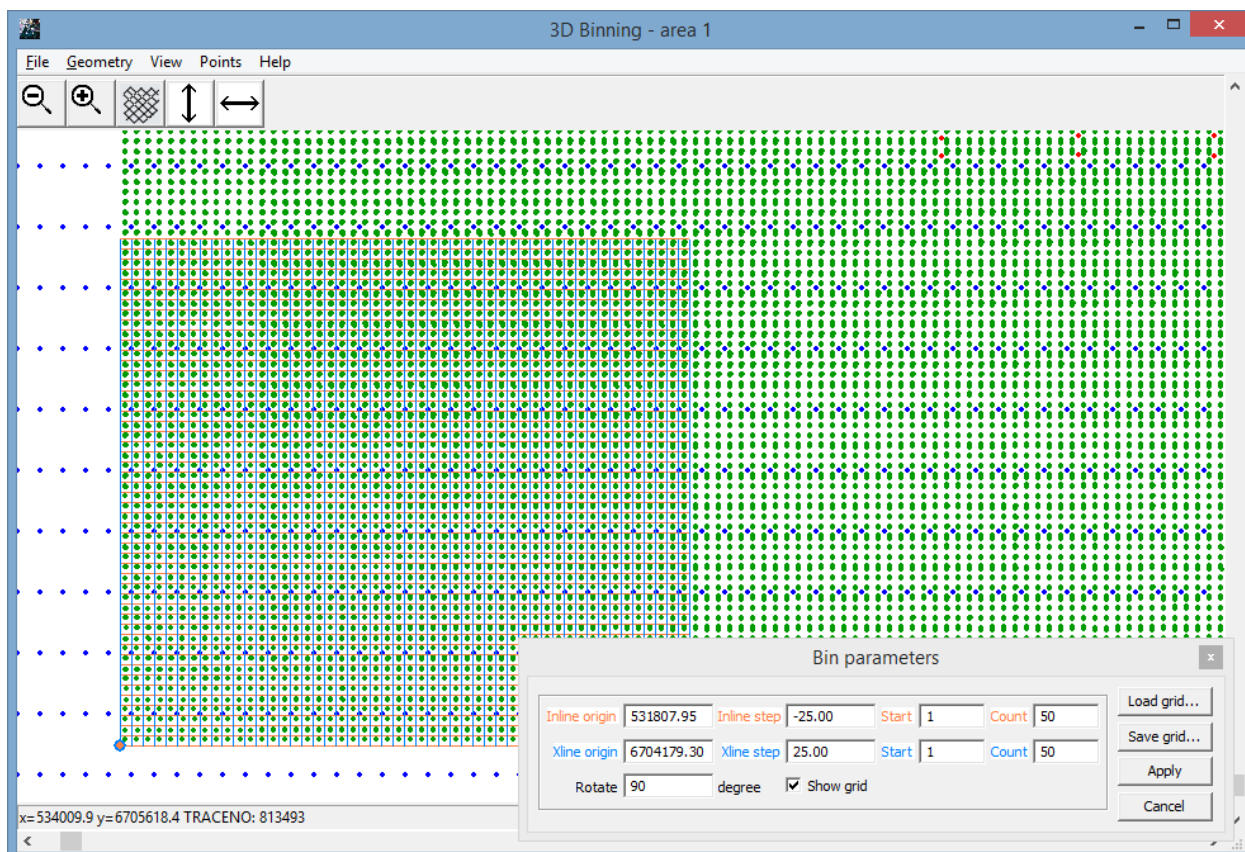 3D Binning - area 1
File Geometry View Points Help
Bin parameters
Inline origin 531807.95 Inline step -25.00 Start 1 Count 50 Load grid...
Xline origin 6704179.30 Xline step 25.00 Start 1 Count 50 Save grid...
Rotate 90 degree Show grid Apply
Cancel
x=534009.9 y=6705618.4 TRACENO: 813493